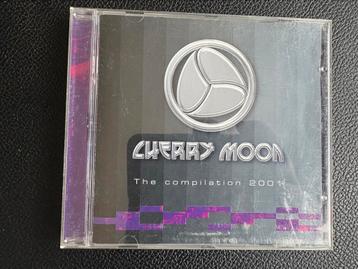 CHERRY MOON
The compilation 2001